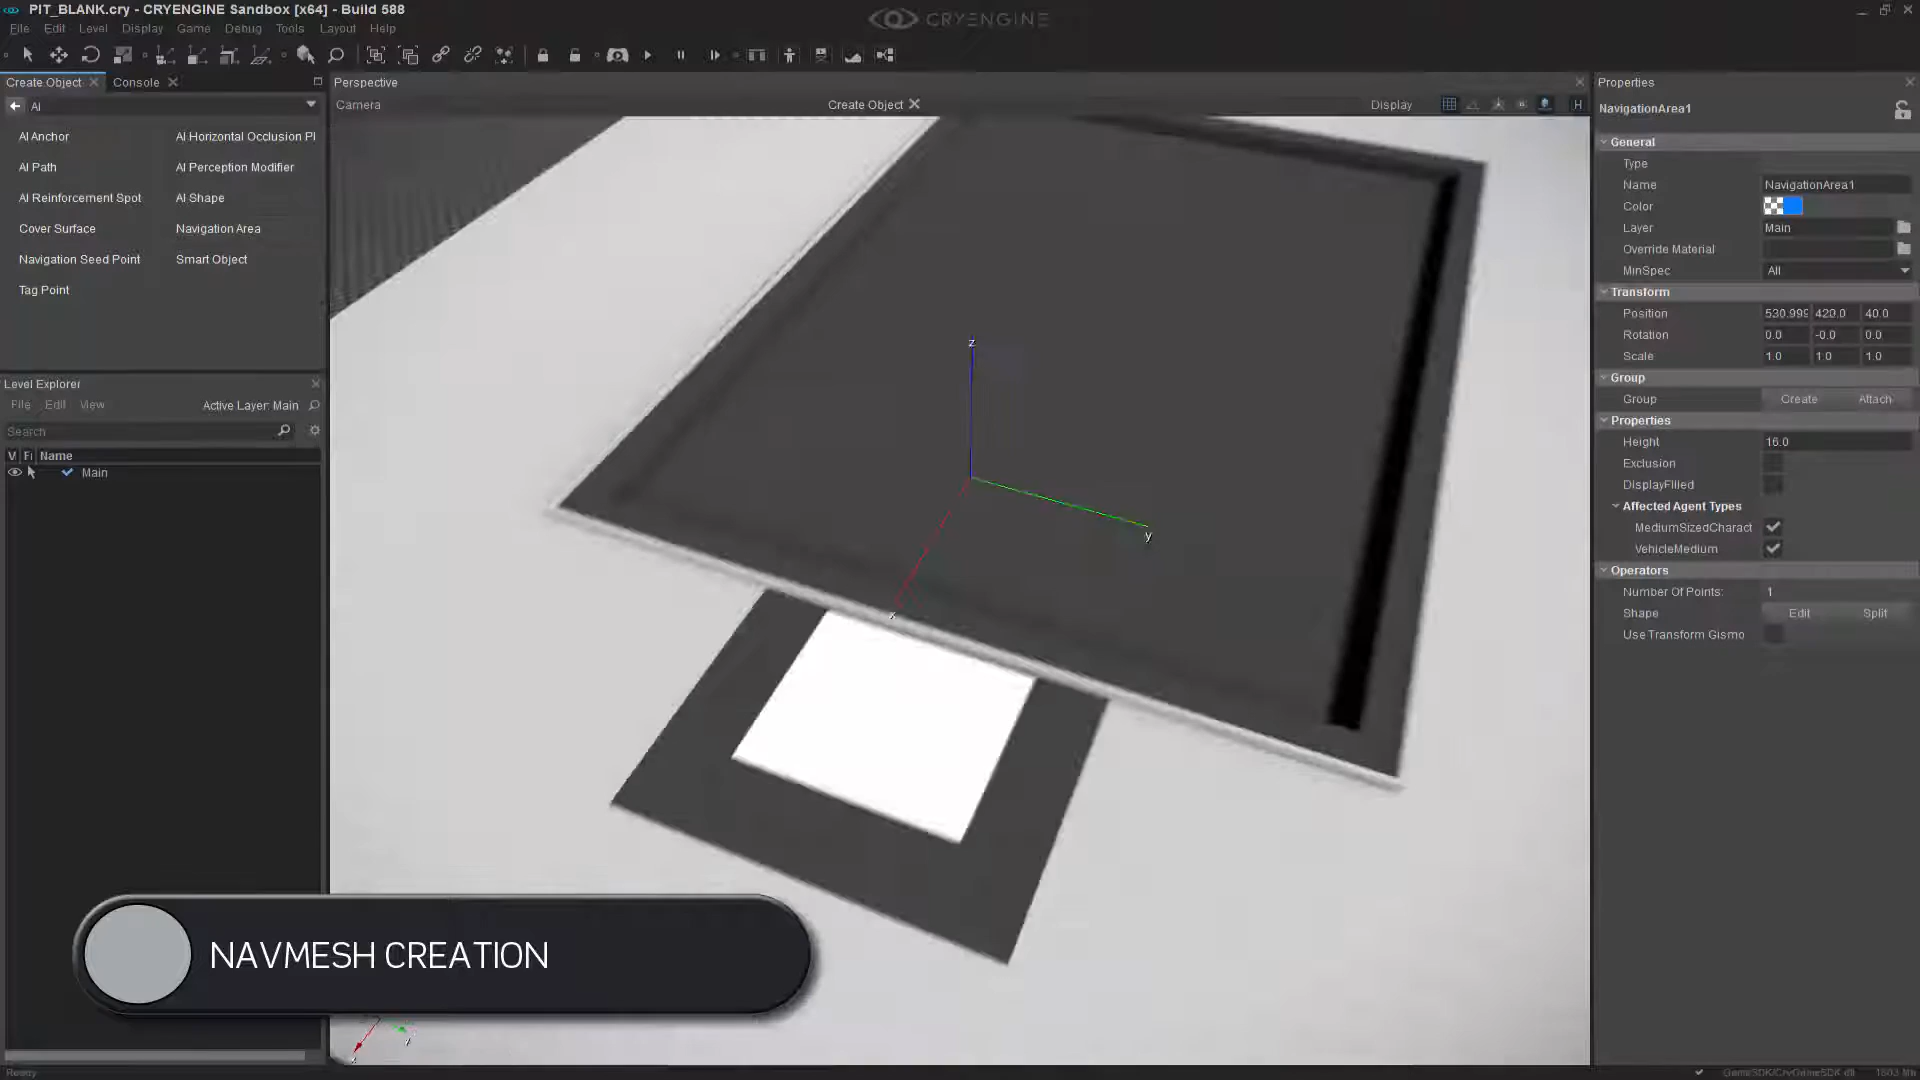 PIT_BLANK.cry - CRYENGINE Sandbox [x64] - Build 588
CRYENGINE
File Edit Level Display Game Debug Tools Layout Help
Create Object Console
AI
AI Anchor AI Horizontal Occlusion Pl
AI Path AI Perception Modifier
AI Reinforcement Spot AI Shape
Cover Surface Navigation Area
Navigation Seed Point Smart Object
Tag Point
Level Explorer
File Edit View Active Layer: Main
Search
V Fi Name
Main
Perspective
Camera Create Object Display H
z
y
x
NAVMESH CREATION
y
x
Properties
NavigationArea1
General
Type
Name NavigationArea1
Color
Layer Main
Override Material
MinSpec All
Transform
Position 530.999 420.0 40.0
Rotation 0.0 -0.0 0.0
Scale 1.0 1.0 1.0
Group
Group Create Attach
Properties
Height 16.0
Exclusion
DisplayFilled
Affected Agent Types
MediumSizedCharact
VehicleMedium
Operators
Number Of Points: 1
Shape Edit Split
Use Transform Gismo
Ready